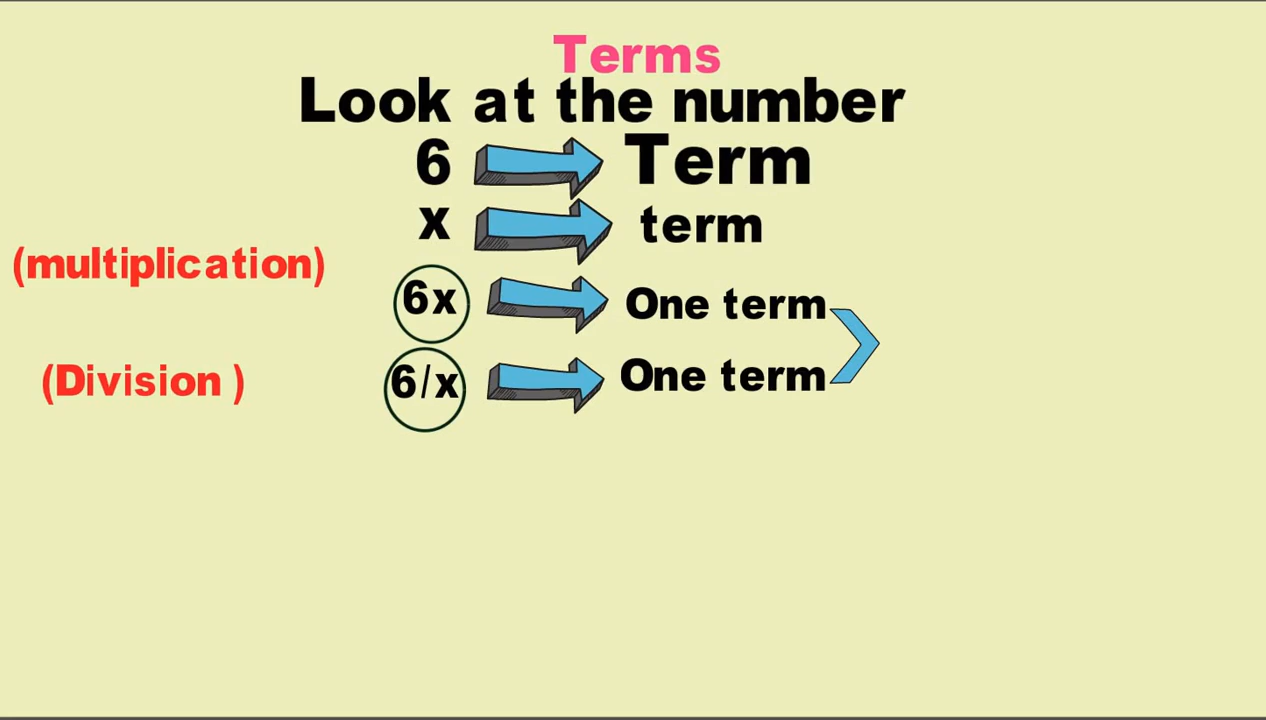 Terms
Look at the number
6 Term
x term
(multiplication)
6x One term
(Division ) 6/x One term